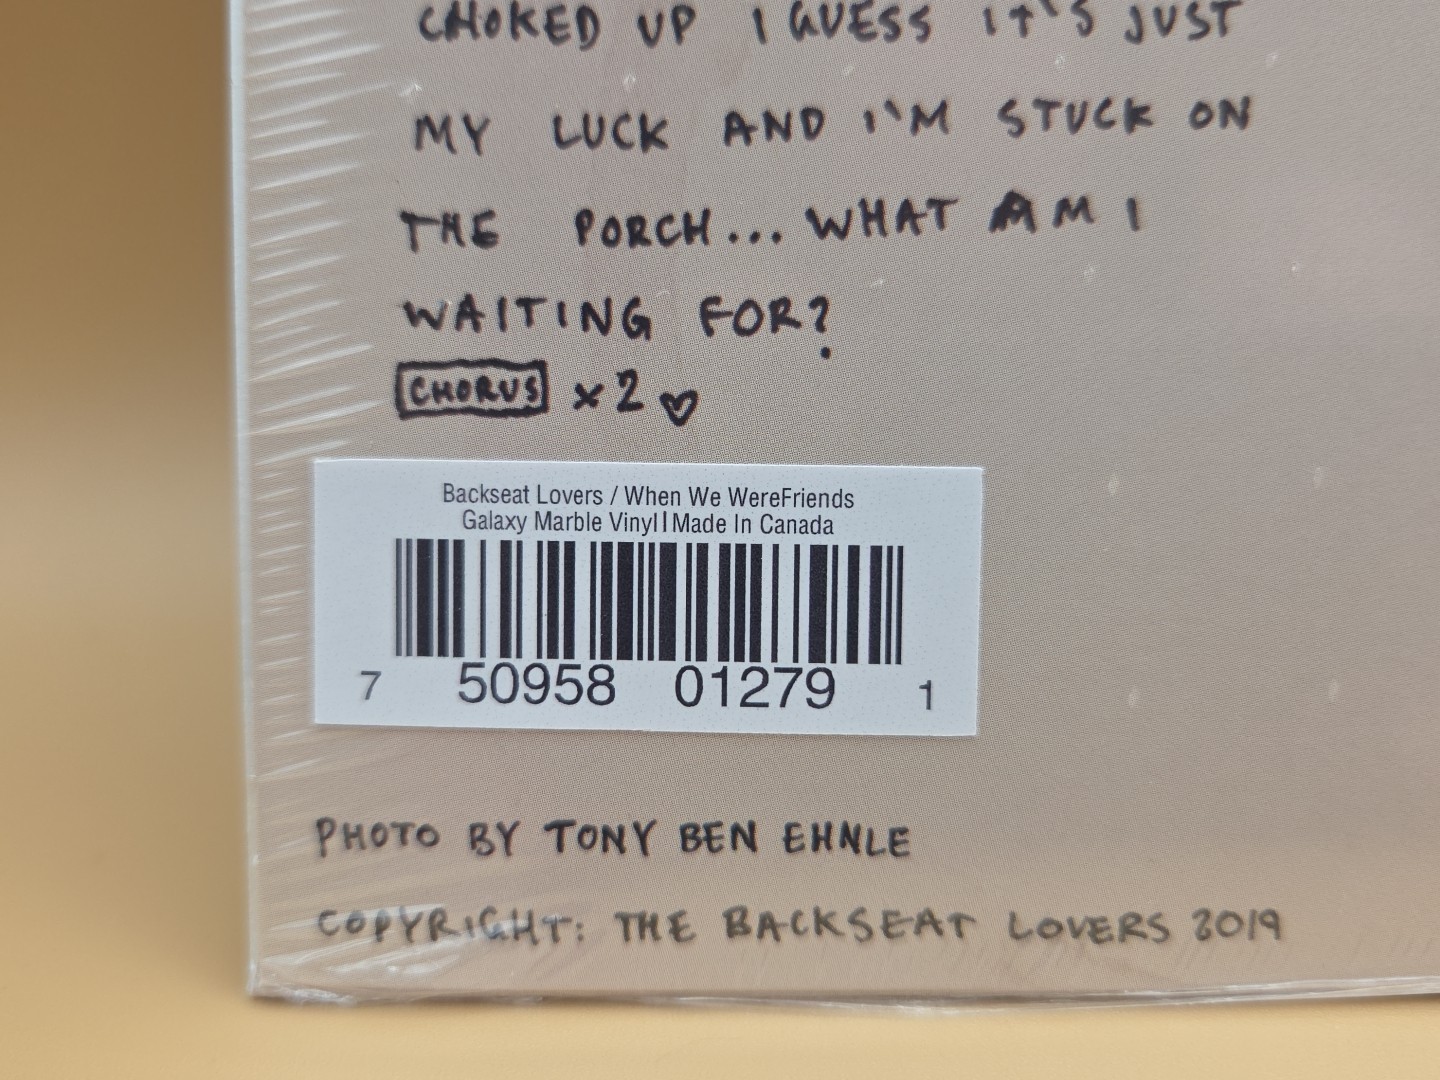 CHOKED UP I GUESS IT'S JUST
MY LUCK AND I'M STUCK ON
THE PORCH... WHAT AM I
WAITING FOR?
CHORUS x2 ♡
Backseat Lovers / When We WereFriends
Galaxy Marble Vinyl | Made In Canada
7 50958 01279 1
PHOTO BY TONY BEN EHNLE
COPYRIGHT: THE BACKSEAT LOVERS 2019